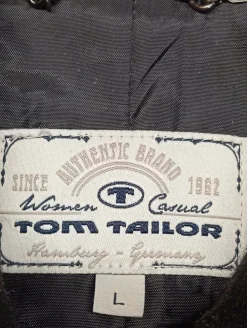 AUTHENTIC BRAND
SINCE 1962
T
Women Casual
TOM TAILOR
Hamburg - Germany
L